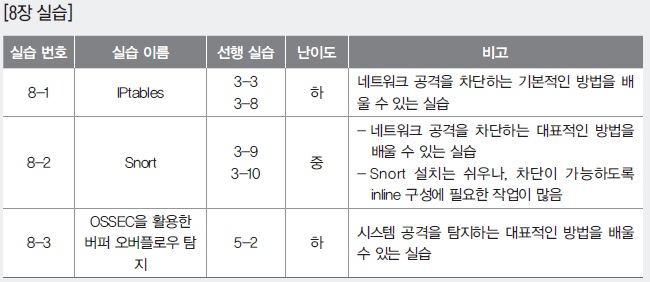 [8장 실습]
실습 번호 실습 이름 선행 실습 난이도 비고
8-1 IPtables 3-3 3-8 하 네트워크 공격을 차단하는 기본적인 방법을 배
울 수 있는 실습
8-2 Snort 3-9 3-10 중 – 네트워크 공격을 차단하는 대표적인 방법을
배울 수 있는 실습
– Snort 설치는 쉬우나, 차단이 가능하도록
inline 구성에 필요한 작업이 많음
8-3 OSSEC을 활용한
버퍼 오버플로우 탐
지
5-2 하 시스템 공격을 탐지하는 대표적인 방법을 배울
수 있는 실습